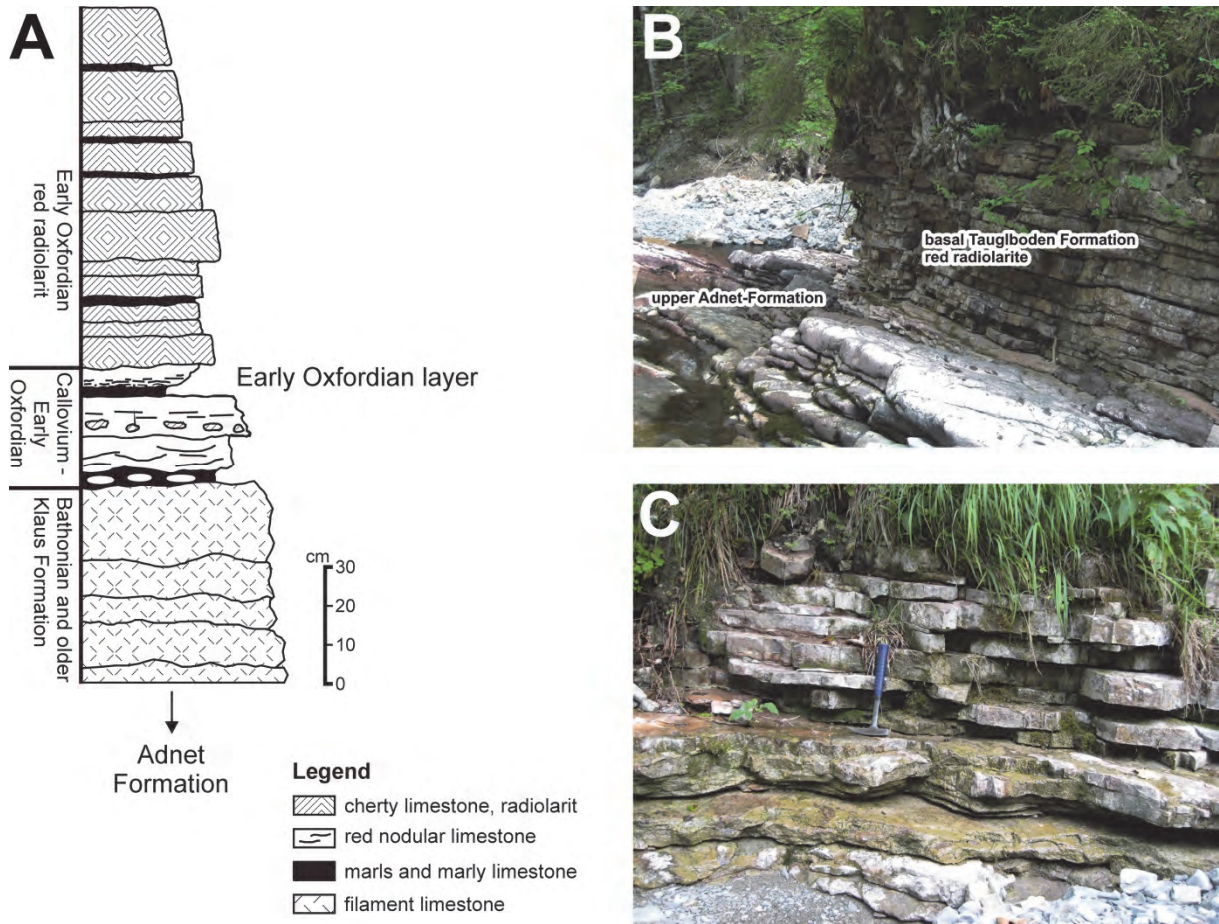 A
Early Oxfordian
red radiolarit
Callovium -
Early
Oxfordian
Bathonian and older
Klaus Formation
Early Oxfordian layer
cm
30
20
10
0
Adnet
Formation
Legend
cherty limestone, radiolarit
red nodular limestone
marls and marly limestone
filament limestone
B
basal Tauglboden Formation
red radiolarite
upper Adnet-Formation
C